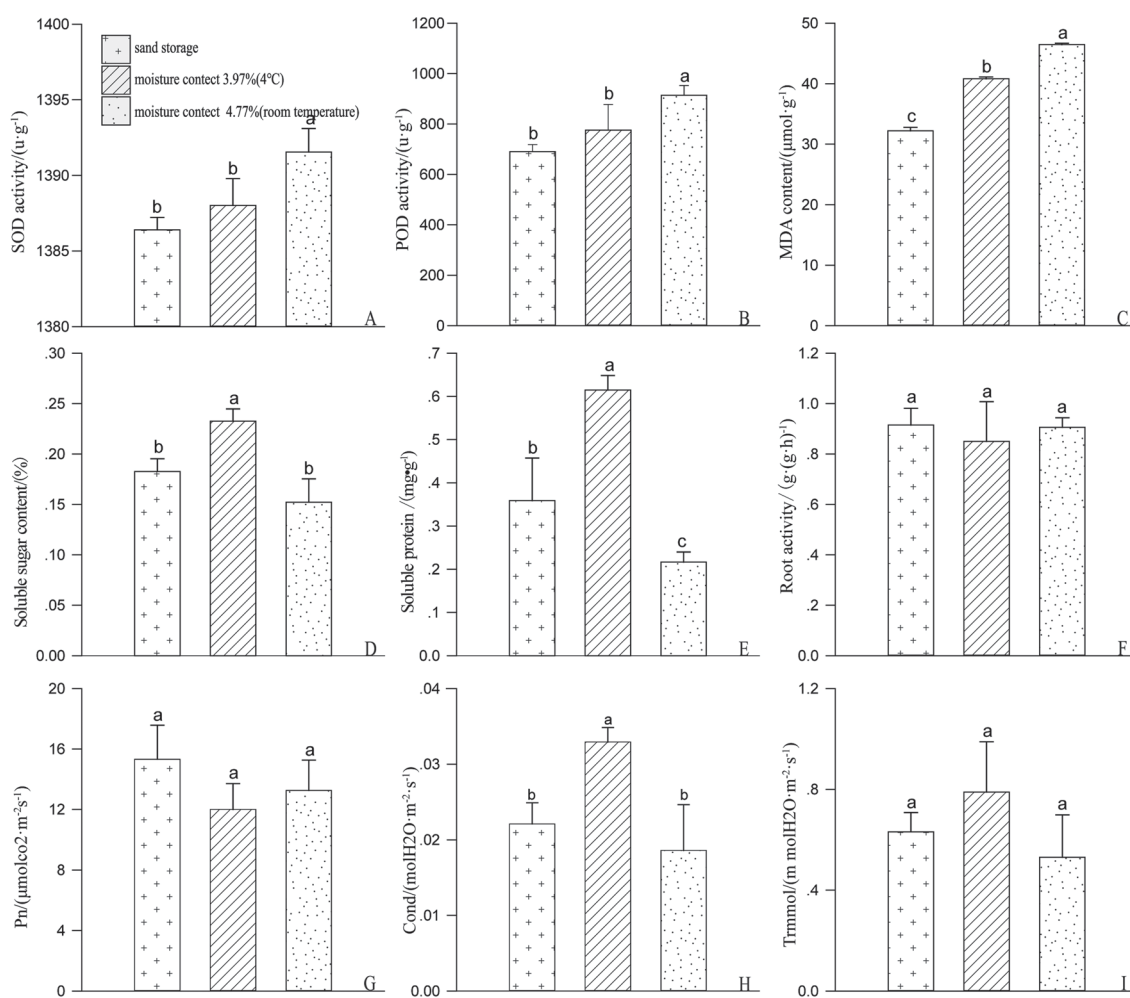 SOD activity/(u·g⁻¹)
1400
1395
1390
1385
1380
sand storage
moisture contect 3.97%(4℃)
moisture contect 4.77%(room temperature)
b
b
a
A
POD activity/(u·g⁻¹)
1200
1000
800
600
400
200
0
b
b
a
B
MDA content/(μmol·g⁻¹)
50
40
30
20
10
0
c
b
a
C
Soluble sugar content/(%)
.30
.25
.20
.15
.10
.05
0.00
b
a
b
D
Soluble protein /(mg•g⁻¹)
.7
.6
.5
.4
.3
.2
.1
0.0
b
a
c
E
Root activity/ (g·(g·h)⁻¹)
1.2
1.0
.8
.6
.4
.2
0.0
a
a
a
F
Pn/(μmolco2·m⁻²s⁻¹)
20
16
12
8
4
0
a
a
a
G
Cond/(molH2O·m⁻²·s⁻¹)
.04
.03
.02
.01
0.00
b
a
b
H
Trmmol/(m molH2O·m⁻²·s⁻¹)
1.2
.8
.4
0.0
a
a
a
I